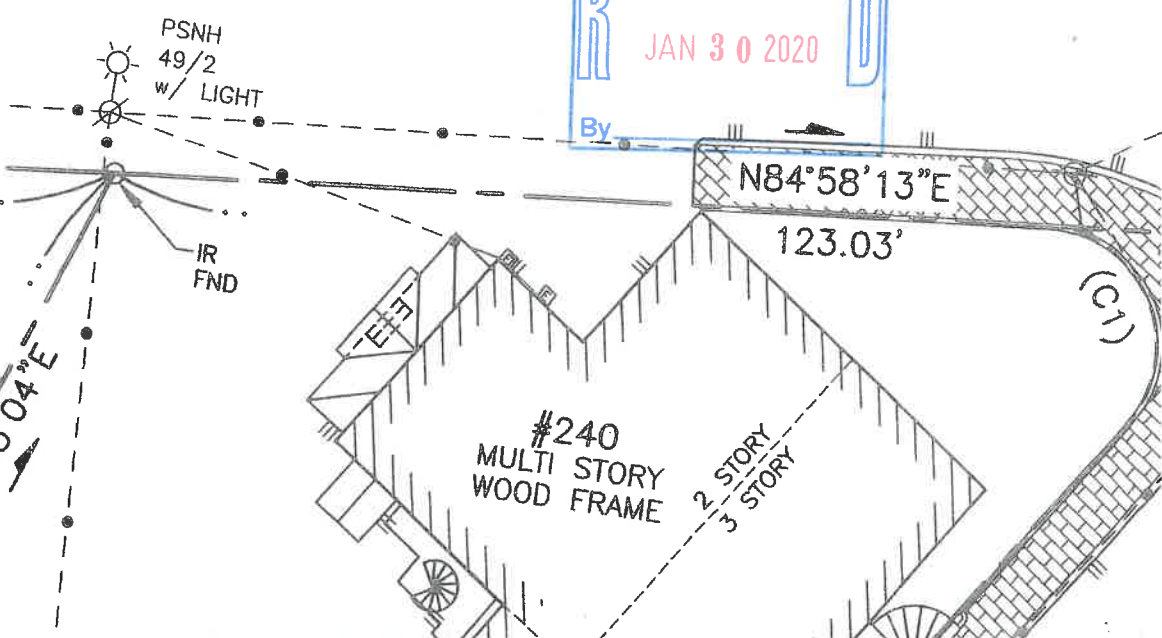 PSNH
49/2
w/ LIGHT
R D
JAN 30 2020
By
N84°58'13"E
123.03'
(C1)
IR
FND
04"E
E
E
#240
MULTI STORY
WOOD FRAME
2 STORY
3 STORY